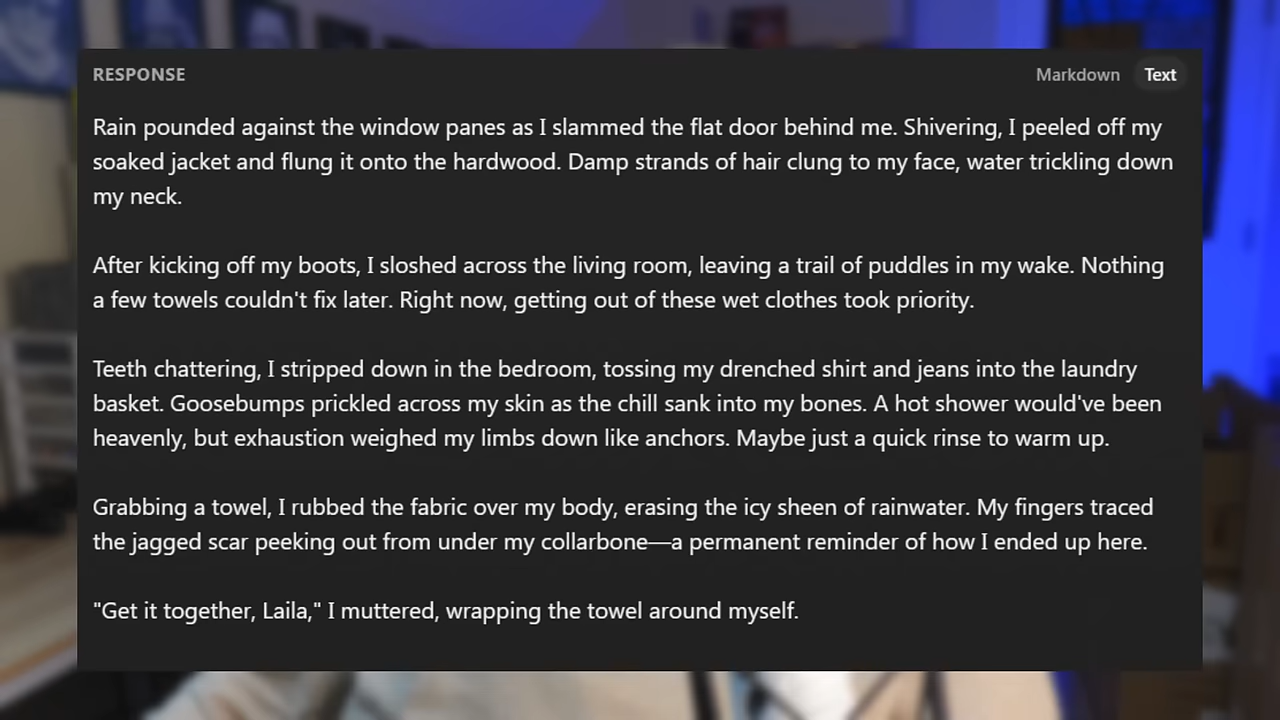 RESPONSE
Markdown
Text
Rain pounded against the window panes as I slammed the flat door behind me. Shivering, I peeled off my
soaked jacket and flung it onto the hardwood. Damp strands of hair clung to my face, water trickling down
my neck.
After kicking off my boots, I sloshed across the living room, leaving a trail of puddles in my wake. Nothing
a few towels couldn't fix later. Right now, getting out of these wet clothes took priority.
Teeth chattering, I stripped down in the bedroom, tossing my drenched shirt and jeans into the laundry
basket. Goosebumps prickled across my skin as the chill sank into my bones. A hot shower would've been
heavenly, but exhaustion weighed my limbs down like anchors. Maybe just a quick rinse to warm up.
Grabbing a towel, I rubbed the fabric over my body, erasing the icy sheen of rainwater. My fingers traced
the jagged scar peeking out from under my collarbone—a permanent reminder of how I ended up here.
"Get it together, Laila," I muttered, wrapping the towel around myself.